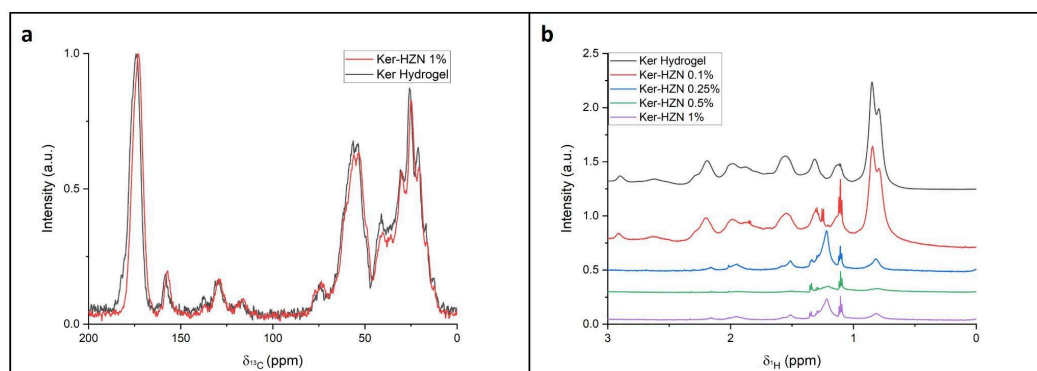 a
Ker-HZN 1%
Ker Hydrogel
Intensity (a.u.)
1.0
0.5
0.0
200 150 100 50 0
δ13C (ppm)
b
Ker Hydrogel
Ker-HZN 0.1%
Ker-HZN 0.25%
Ker-HZN 0.5%
Ker-HZN 1%
Intensity (a.u.)
2.5
2.0
1.5
1.0
0.5
0.0
3 2 1 0
δ1H (ppm)